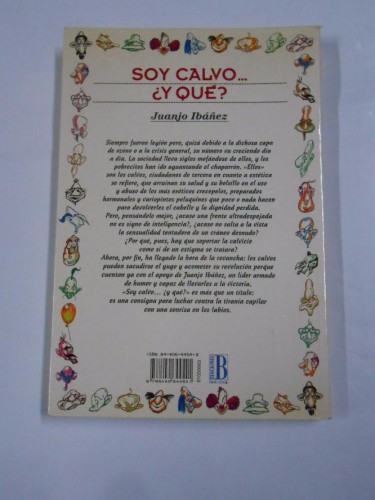 SOY CALVO...
¿Y QUÉ?
Juanjo Ibáñez
Siempre fueron legión pero, quizá debido a la dichosa capa
de ozono o a la crisis general, su número va creciendo día
a día. La sociedad lleva siglos mofándose de ellos, y los
pobrecitos han ido aguantando el chaparrón. «Ellos»
son los calvos, ciudadanos de tercera en cuanto a estética
se refiere, que arruinan su salud y su bolsillo en el uso
y abuso de los más exóticos crecepelos, preparados
hormonales y variopintos peluquines que poco o nada hacen
para devolverles el cabello y la dignidad perdida.
Pero, pensándolo mejor, ¿acaso una frente ultradespejada
no es signo de inteligencia?, ¿acaso no salta a la vista
la sensualidad tentadora de un cráneo desnudo?
¿Por qué, pues, hay que soportar la calvicie
como si de un estigma se tratara?
Ahora, por fin, ha llegado la hora de la revancha: los calvos
pueden sacudirse el yugo y acometer su revolución porque
cuentan ya con el apoyo de Juanjo Ibáñez, un líder armado
de humor y capaz de llevarlos a la victoria.
«Soy calvo... ¿y qué?» es más que un título:
es una consigna para luchar contra la tiranía capilar
con una sonrisa en los labios.
ISBN 84-406-4454-
B